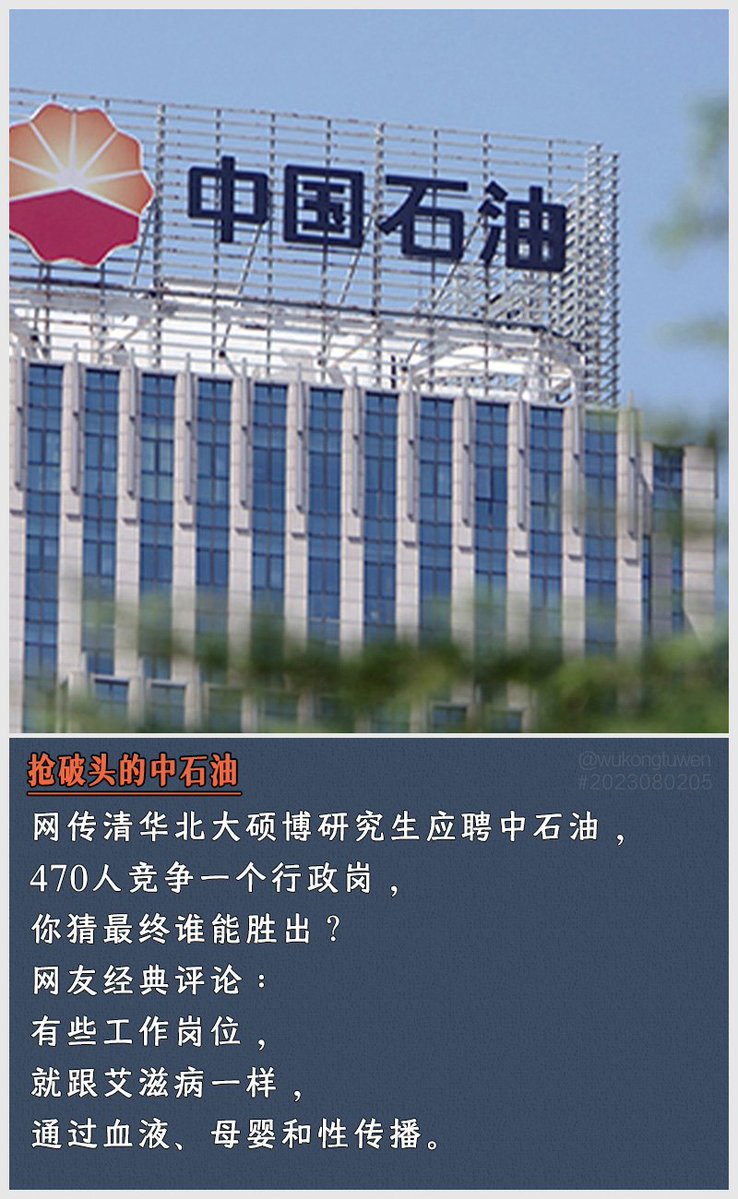 中国石油
抢破头的中石油
@wukongtuwen
#2023080205
网传清华北大硕博研究生应聘中石油，
470人竞争一个行政岗，
你猜最终谁能胜出？
网友经典评论：
有些工作岗位，
就跟艾滋病一样，
通过血液、母婴和性传播。